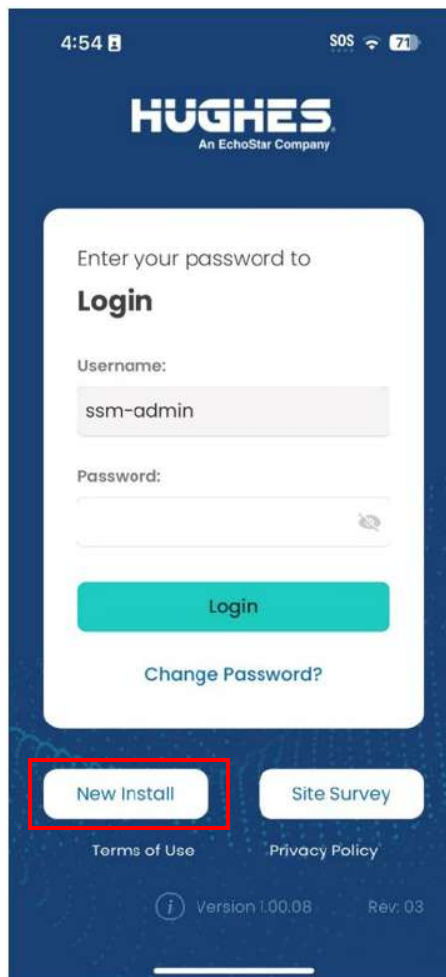 4:54
SOS
71
HUGHES
An EchoStar Company
Enter your password to
Login
Username:
ssm-admin
Password:
Login
Change Password?
New Install Site Survey
Terms of Use Privacy Policy
i Version 1.00.08 Rev: 03